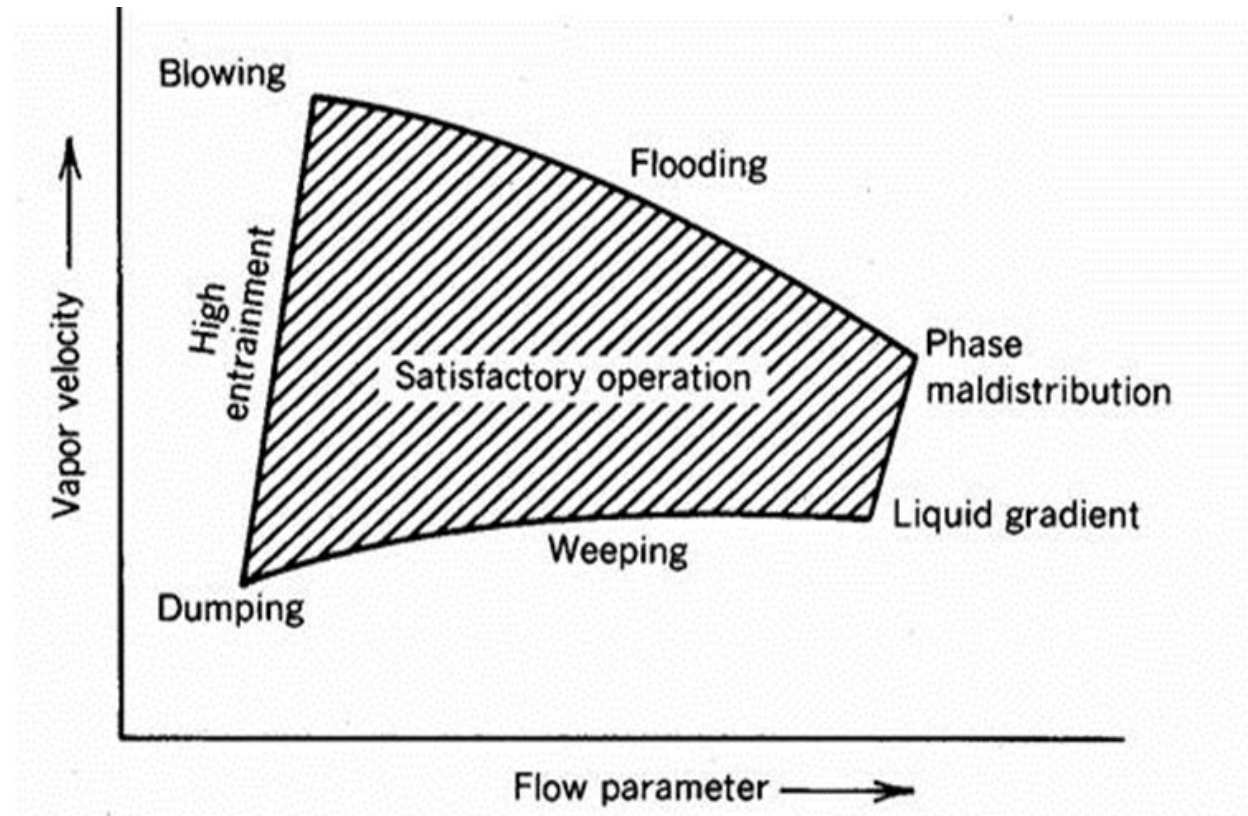 Blowing
Flooding
High
entrainment
Satisfactory operation
Phase
maldistribution
Vapor velocity
Liquid gradient
Weeping
Dumping
Flow parameter